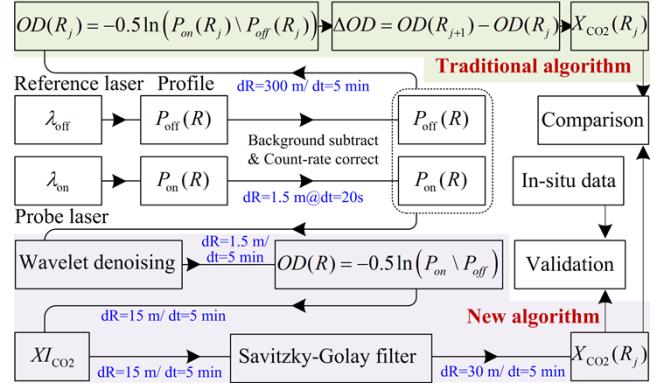 OD(R_j) = −0.5ln(P_on(R_j) \ P_off(R_j))
ΔOD = OD(R_{j+1}) − OD(R_j)
X_CO2(R_j)
Traditional algorithm
dR=300 m/ dt=5 min
Reference laser
Profile
λ_off
P_off(R)
P_off(R)
Comparison
Background subtract
& Count-rate correct
λ_on
P_on(R)
P_on(R)
In-situ data
dR=1.5 m@dt=20s
Probe laser
Wavelet denoising
dR=1.5 m/
dt=5 min
OD(R) = −0.5ln(P_on \ P_off)
Validation
dR=15 m/ dt=5 min
New algorithm
XI_CO2
dR=15 m/ dt=5 min
Savitzky-Golay filter
dR=30 m/ dt=5 min
X_CO2(R_j)